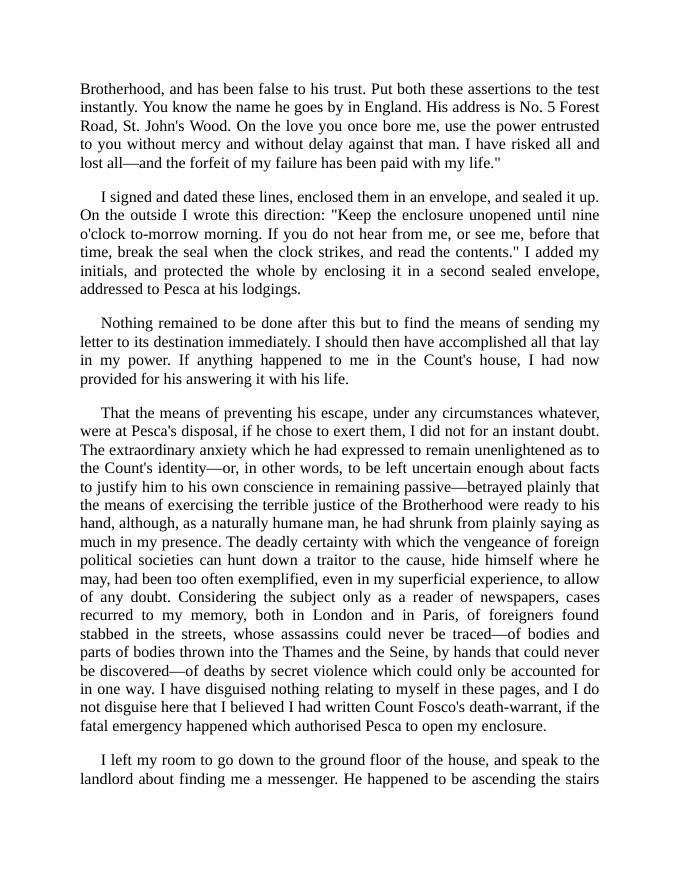 Brotherhood, and has been false to his trust. Put both these assertions to the test
instantly. You know the name he goes by in England. His address is No. 5 Forest
Road, St. John's Wood. On the love you once bore me, use the power entrusted
to you without mercy and without delay against that man. I have risked all and
lost all—and the forfeit of my failure has been paid with my life."
I signed and dated these lines, enclosed them in an envelope, and sealed it up.
On the outside I wrote this direction: "Keep the enclosure unopened until nine
o'clock to-morrow morning. If you do not hear from me, or see me, before that
time, break the seal when the clock strikes, and read the contents." I added my
initials, and protected the whole by enclosing it in a second sealed envelope,
addressed to Pesca at his lodgings.
Nothing remained to be done after this but to find the means of sending my
letter to its destination immediately. I should then have accomplished all that lay
in my power. If anything happened to me in the Count's house, I had now
provided for his answering it with his life.
That the means of preventing his escape, under any circumstances whatever,
were at Pesca's disposal, if he chose to exert them, I did not for an instant doubt.
The extraordinary anxiety which he had expressed to remain unenlightened as to
the Count's identity—or, in other words, to be left uncertain enough about facts
to justify him to his own conscience in remaining passive—betrayed plainly that
the means of exercising the terrible justice of the Brotherhood were ready to his
hand, although, as a naturally humane man, he had shrunk from plainly saying as
much in my presence. The deadly certainty with which the vengeance of foreign
political societies can hunt down a traitor to the cause, hide himself where he
may, had been too often exemplified, even in my superficial experience, to allow
of any doubt. Considering the subject only as a reader of newspapers, cases
recurred to my memory, both in London and in Paris, of foreigners found
stabbed in the streets, whose assassins could never be traced—of bodies and
parts of bodies thrown into the Thames and the Seine, by hands that could never
be discovered—of deaths by secret violence which could only be accounted for
in one way. I have disguised nothing relating to myself in these pages, and I do
not disguise here that I believed I had written Count Fosco's death-warrant, if the
fatal emergency happened which authorised Pesca to open my enclosure.
I left my room to go down to the ground floor of the house, and speak to the
landlord about finding me a messenger. He happened to be ascending the stairs